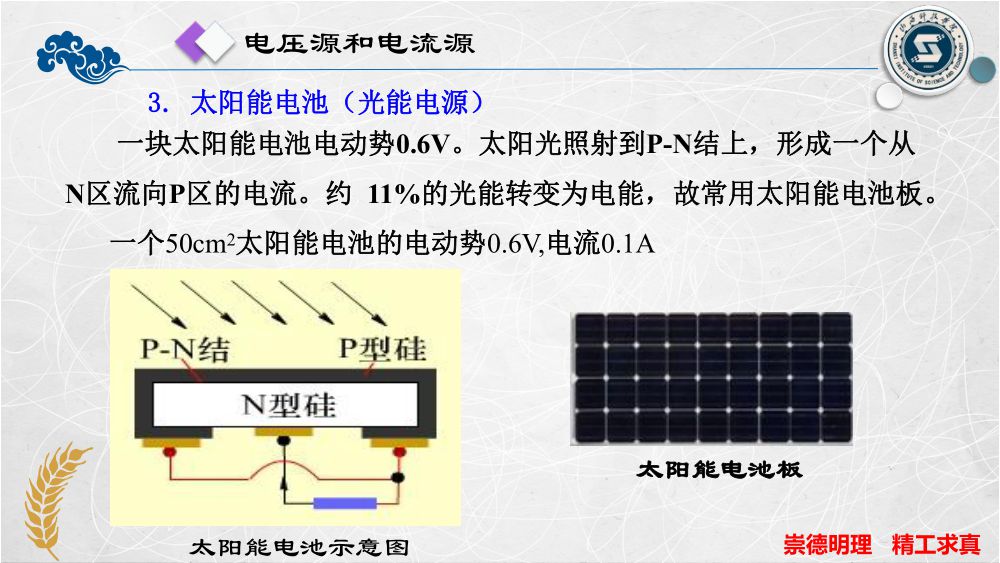 电压源和电流源
3. 太阳能电池（光能电源）
一块太阳能电池电动势0.6V。太阳光照射到P-N结上，形成一个从
N区流向P区的电流。约 11%的光能转变为电能，故常用太阳能电池板。
一个50cm²太阳能电池的电动势0.6V,电流0.1A
P-N结
P型硅
N型硅
太阳能电池板
太阳能电池示意图
崇德明理 精工求真